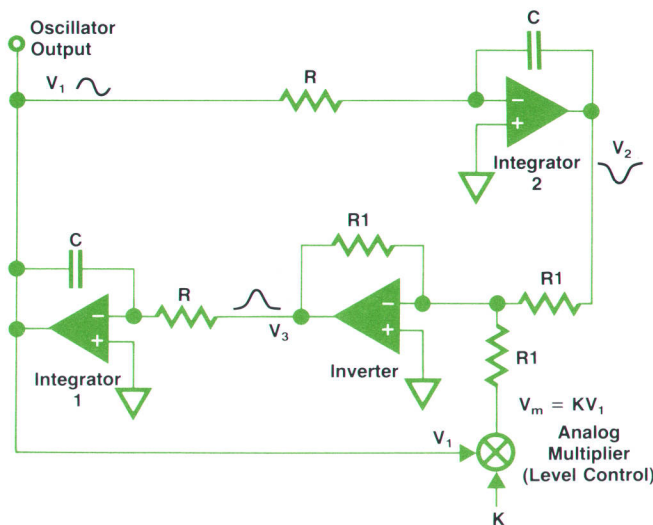 Oscillator
Output
V₁
R
C
−
+
Integrator
2
V₂
C
R
R1
R1
−
+
V₃
−
+
R1
Integrator
1
Inverter
Vₘ = KV₁
V₁
Analog
Multiplier
(Level Control)
K